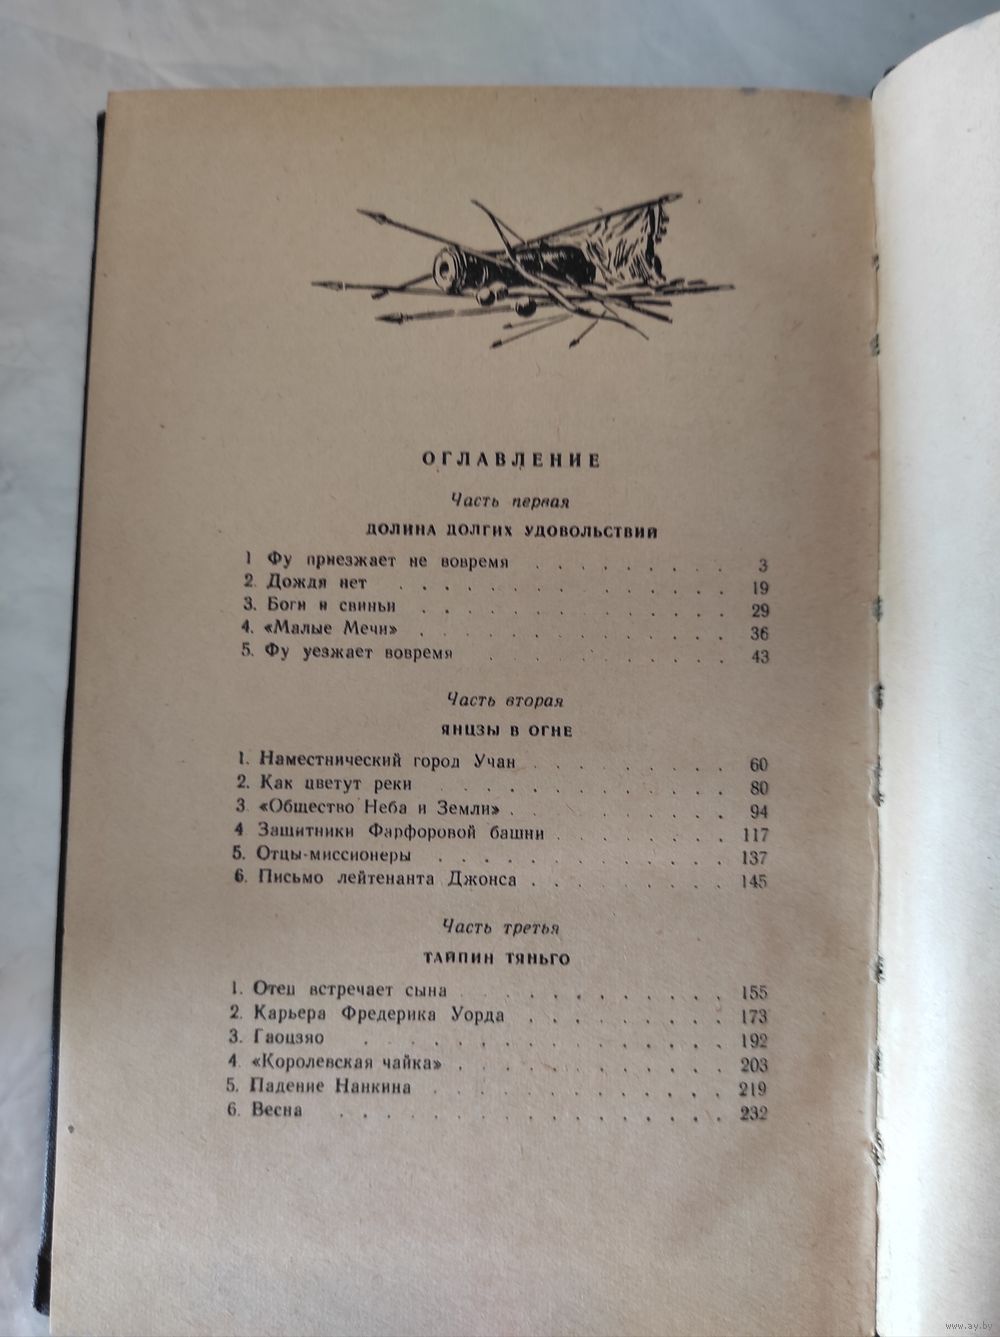 ОГЛАВЛЕНИЕ
Часть первая
ДОЛИНА ДОЛГИХ УДОВОЛЬСТВИЙ
1 Фу приезжает не вовремя . . . . . . . . . 3
2. Дождя нет . . . . . . . . . . . . . . 19
3. Боги и свиньи . . . . . . . . . . . . . 29
4. «Малые Мечи» . . . . . . . . . . . . . 36
5. Фу уезжает вовремя . . . . . . . . . . . 43
Часть вторая
ЯНЦЗЫ В ОГНЕ
1. Наместнический город Учан . . . . . . . . . 60
2. Как цветут реки . . . . . . . . . . . . 80
3. «Общество Неба и Земли» . . . . . . . . . . 94
4 Защитники Фарфоровой башни . . . . . . . . 117
5. Отцы-миссионеры . . . . . . . . . . . . 137
6. Письмо лейтенанта Джонса . . . . . . . . . 145
Часть третья
ТАЙПИН ТЯНЬГО
1. Отец встречает сына . . . . . . . . . . . 155
2. Карьера Фредерика Уорда . . . . . . . . . 173
3. Гаоцзяо . . . . . . . . . . . . . . 192
4. «Королевская чайка» . . . . . . . . . . . 203
5. Падение Нанкина . . . . . . . . . . . . 219
6. Весна . . . . . . . . . . . . . . . 232
www.ay.by